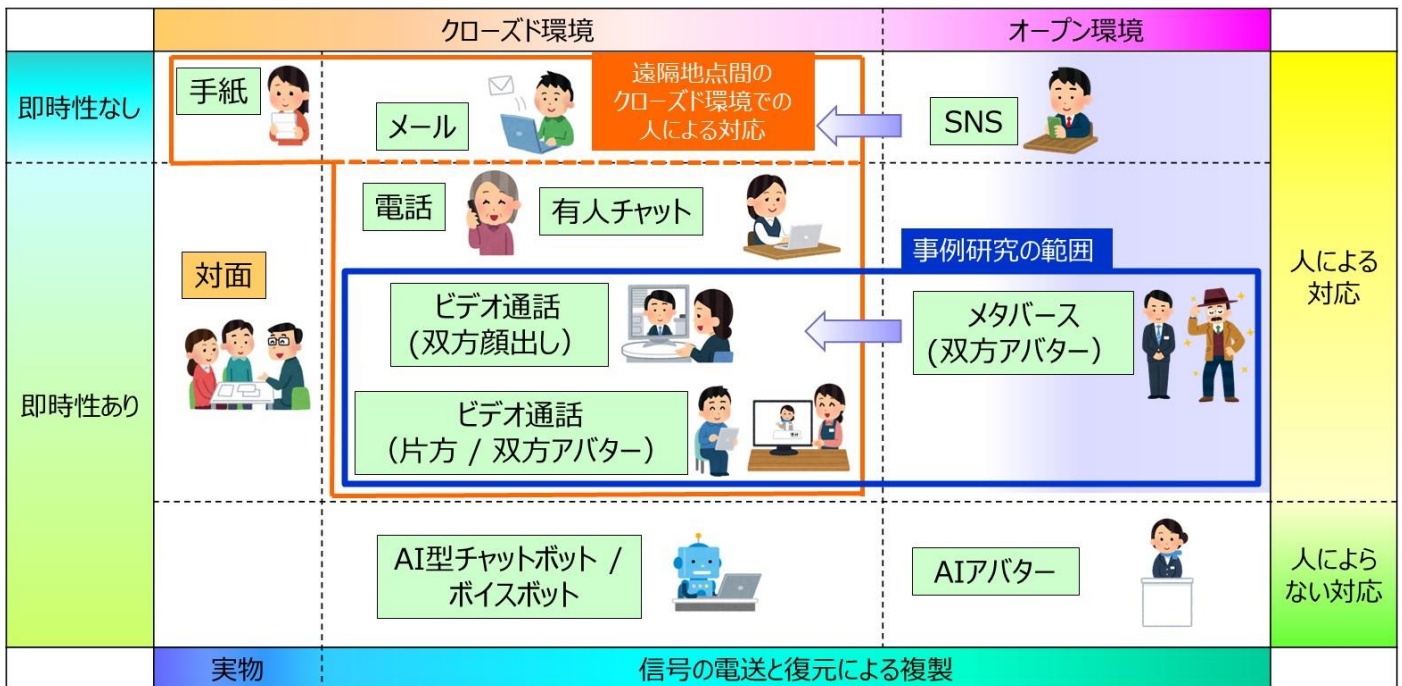 クローズド環境
オープン環境
即時性なし
手紙
メール
遠隔地点間の
クローズド環境での
人による対応
SNS
電話
有人チャット
事例研究の範囲
人による
対応
対面
ビデオ通話
(双方顔出し)
メタバース
(双方アバター)
即時性あり
ビデオ通話
(片方 / 双方アバター)
AI型チャットボット /
ボイスボット
AIアバター
人によら
ない対応
実物
信号の電送と復元による複製